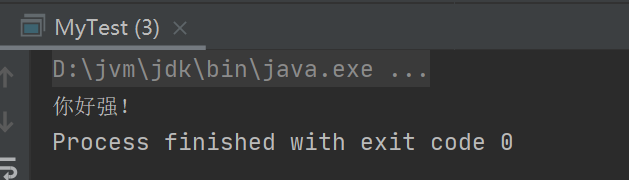 MyTest (3)
D:\jvm\jdk\bin\java.exe ...
你好强!
Process finished with exit code 0